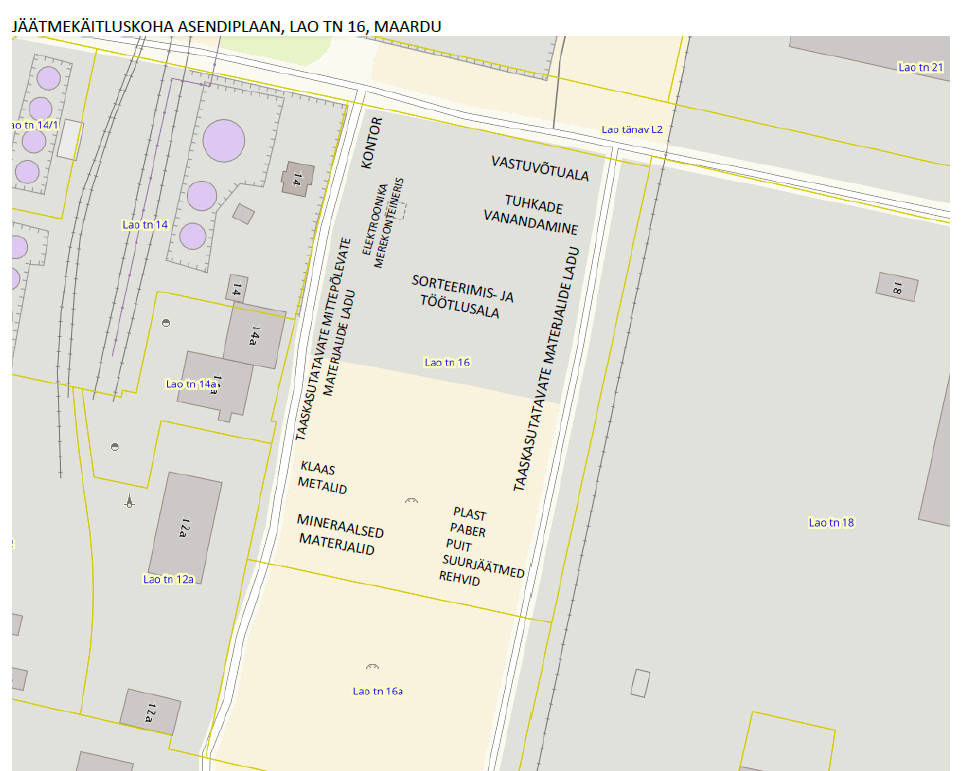 JÄÄTMEKÄITLUSKOHA ASENDIPLAAN, LAO TN 16, MAARDU
Lao tn 21
Lao tn 14/1
Lao tänav L2
KONTOR
VASTUVÕTUALA
14
ELEKTROONIKA
MEREKONTEINERIS
TUHKADE
VANANDAMINE
Lao tn 14
SORTEERIMIS- JA
TÖÖTLUSALA
14
18
TAASKASUTATAVATE MITTEPÕLEVATE
MATERJALIDE LADU
TAASKASUTATAVATE MATERJALIDE LADU
14a
Lao tn 16
Lao tn 14a
KLAAS
METALID
PLAST
PABER
PUIT
SUURJÄÄTMED
REHVID
MINERAALSED
MATERJALID
12a
Lao tn 18
Lao tn 12a
Lao tn 16a
12a